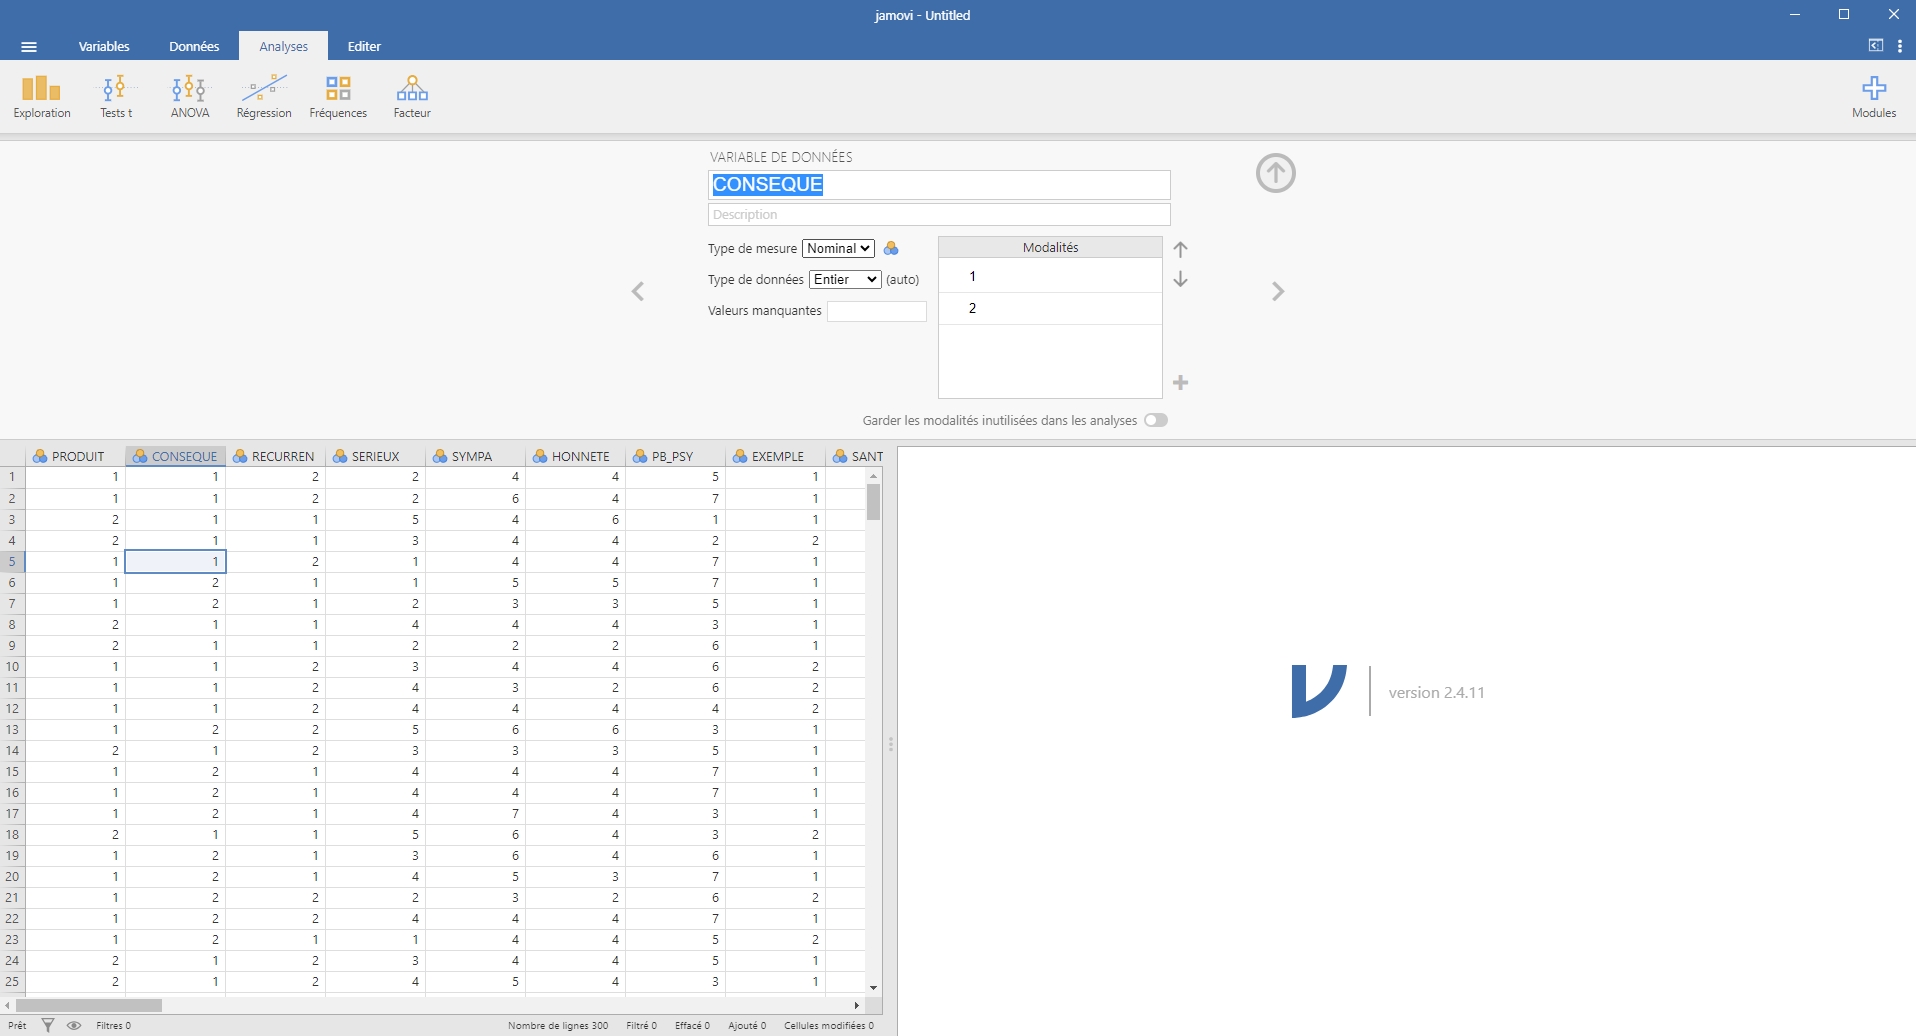 jamovi - Untitled
Variables Données Analyses Editer
Exploration Tests t ANOVA Régression Fréquences Facteur Modules
VARIABLE DE DONNÉES
CONSEQUE
Description
Type de mesure Nominal Modalités
Type de données Entier (auto) 1
Valeurs manquantes 2
Garder les modalités inutilisées dans les analyses
PRODUIT CONSEQUE RECURREN SERIEUX SYMPA HONNETE PB_PSY EXEMPLE SANT
1 1 1 2 2 4 4 5 1
2 1 1 2 2 6 4 7 1
3 2 1 1 5 4 6 1 1
4 2 1 1 3 4 4 2 2
5 1 1 2 1 4 4 7 1
6 1 2 1 1 5 5 7 1
7 1 2 1 2 3 3 5 1
8 2 1 1 4 4 4 3 1
9 2 1 1 2 2 2 6 1
10 1 1 2 3 4 4 6 2
11 1 1 2 4 3 2 6 2
12 1 1 2 4 4 4 4 2
13 1 2 2 5 6 6 3 1
14 2 1 2 3 3 3 5 1
15 1 2 1 4 4 4 7 1
16 1 2 1 4 4 4 7 1
17 1 2 1 4 7 4 3 1
18 2 1 1 5 6 4 3 2
19 1 2 1 3 6 4 6 1
20 1 2 1 4 5 3 7 1
21 1 2 2 2 3 2 6 2
22 1 2 2 4 4 4 7 1
23 1 2 1 1 4 4 5 2
24 2 1 2 3 4 4 5 1
25 2 1 2 4 5 4 3 1
version 2.4.11
Prêt Filtres 0 Nombre de lignes 300 Filtré 0 Effacé 0 Ajouté 0 Cellules modifiées 0